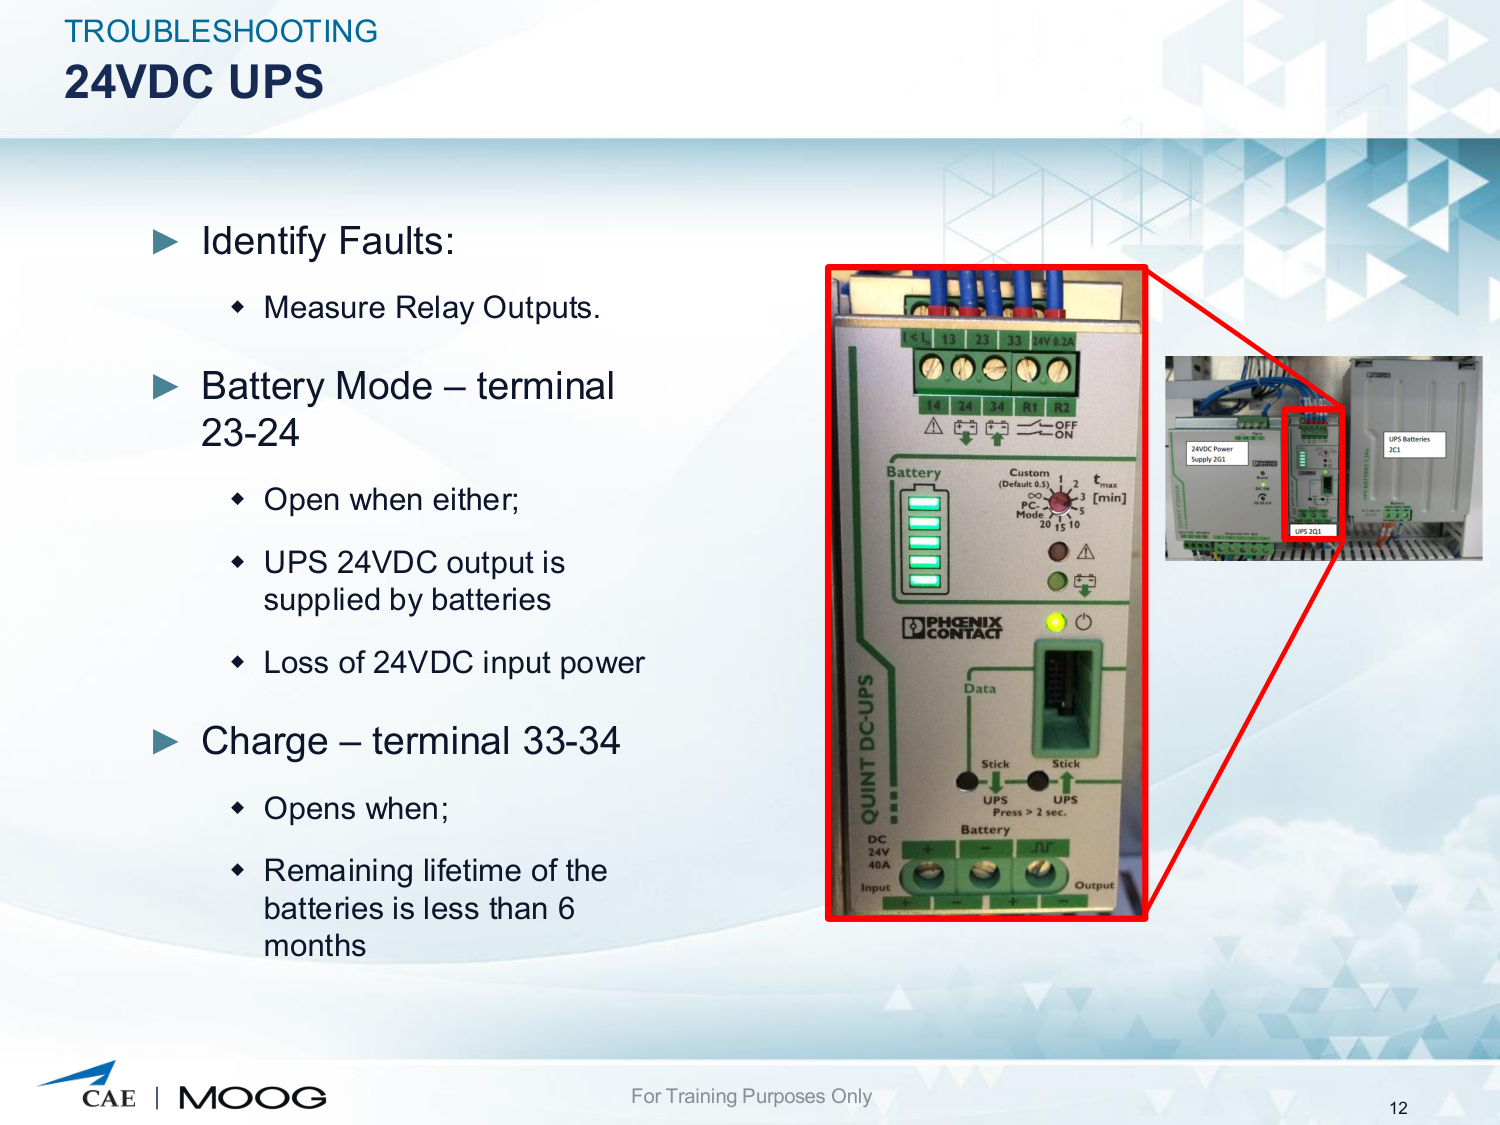 TROUBLESHOOTING
24VDC UPS
Identify Faults:
Measure Relay Outputs.
Battery Mode – terminal
23-24
Open when either;
UPS 24VDC output is
supplied by batteries
Loss of 24VDC input power
Charge – terminal 33-34
Opens when;
Remaining lifetime of the
batteries is less than 6
months
13 23 33 24V 0.2A
14 24 34 R1 R2
OFF
ON
Battery
Custom
(Default 0.5)
1 2 3 5 10 15 20 ∞
PC-
Mode
tmax
[min]
PHŒNIX
CONTACT
QUINT DC-UPS
Data
Stick Stick
UPS UPS
Press > 2 sec.
Battery
DC
24V
40A
+ –
Input
Output
+ – + –
24VDC Power
Supply 2G1
UPS 2Q1
UPS Batteries
2C1
CAE | MOOG
For Training Purposes Only
12